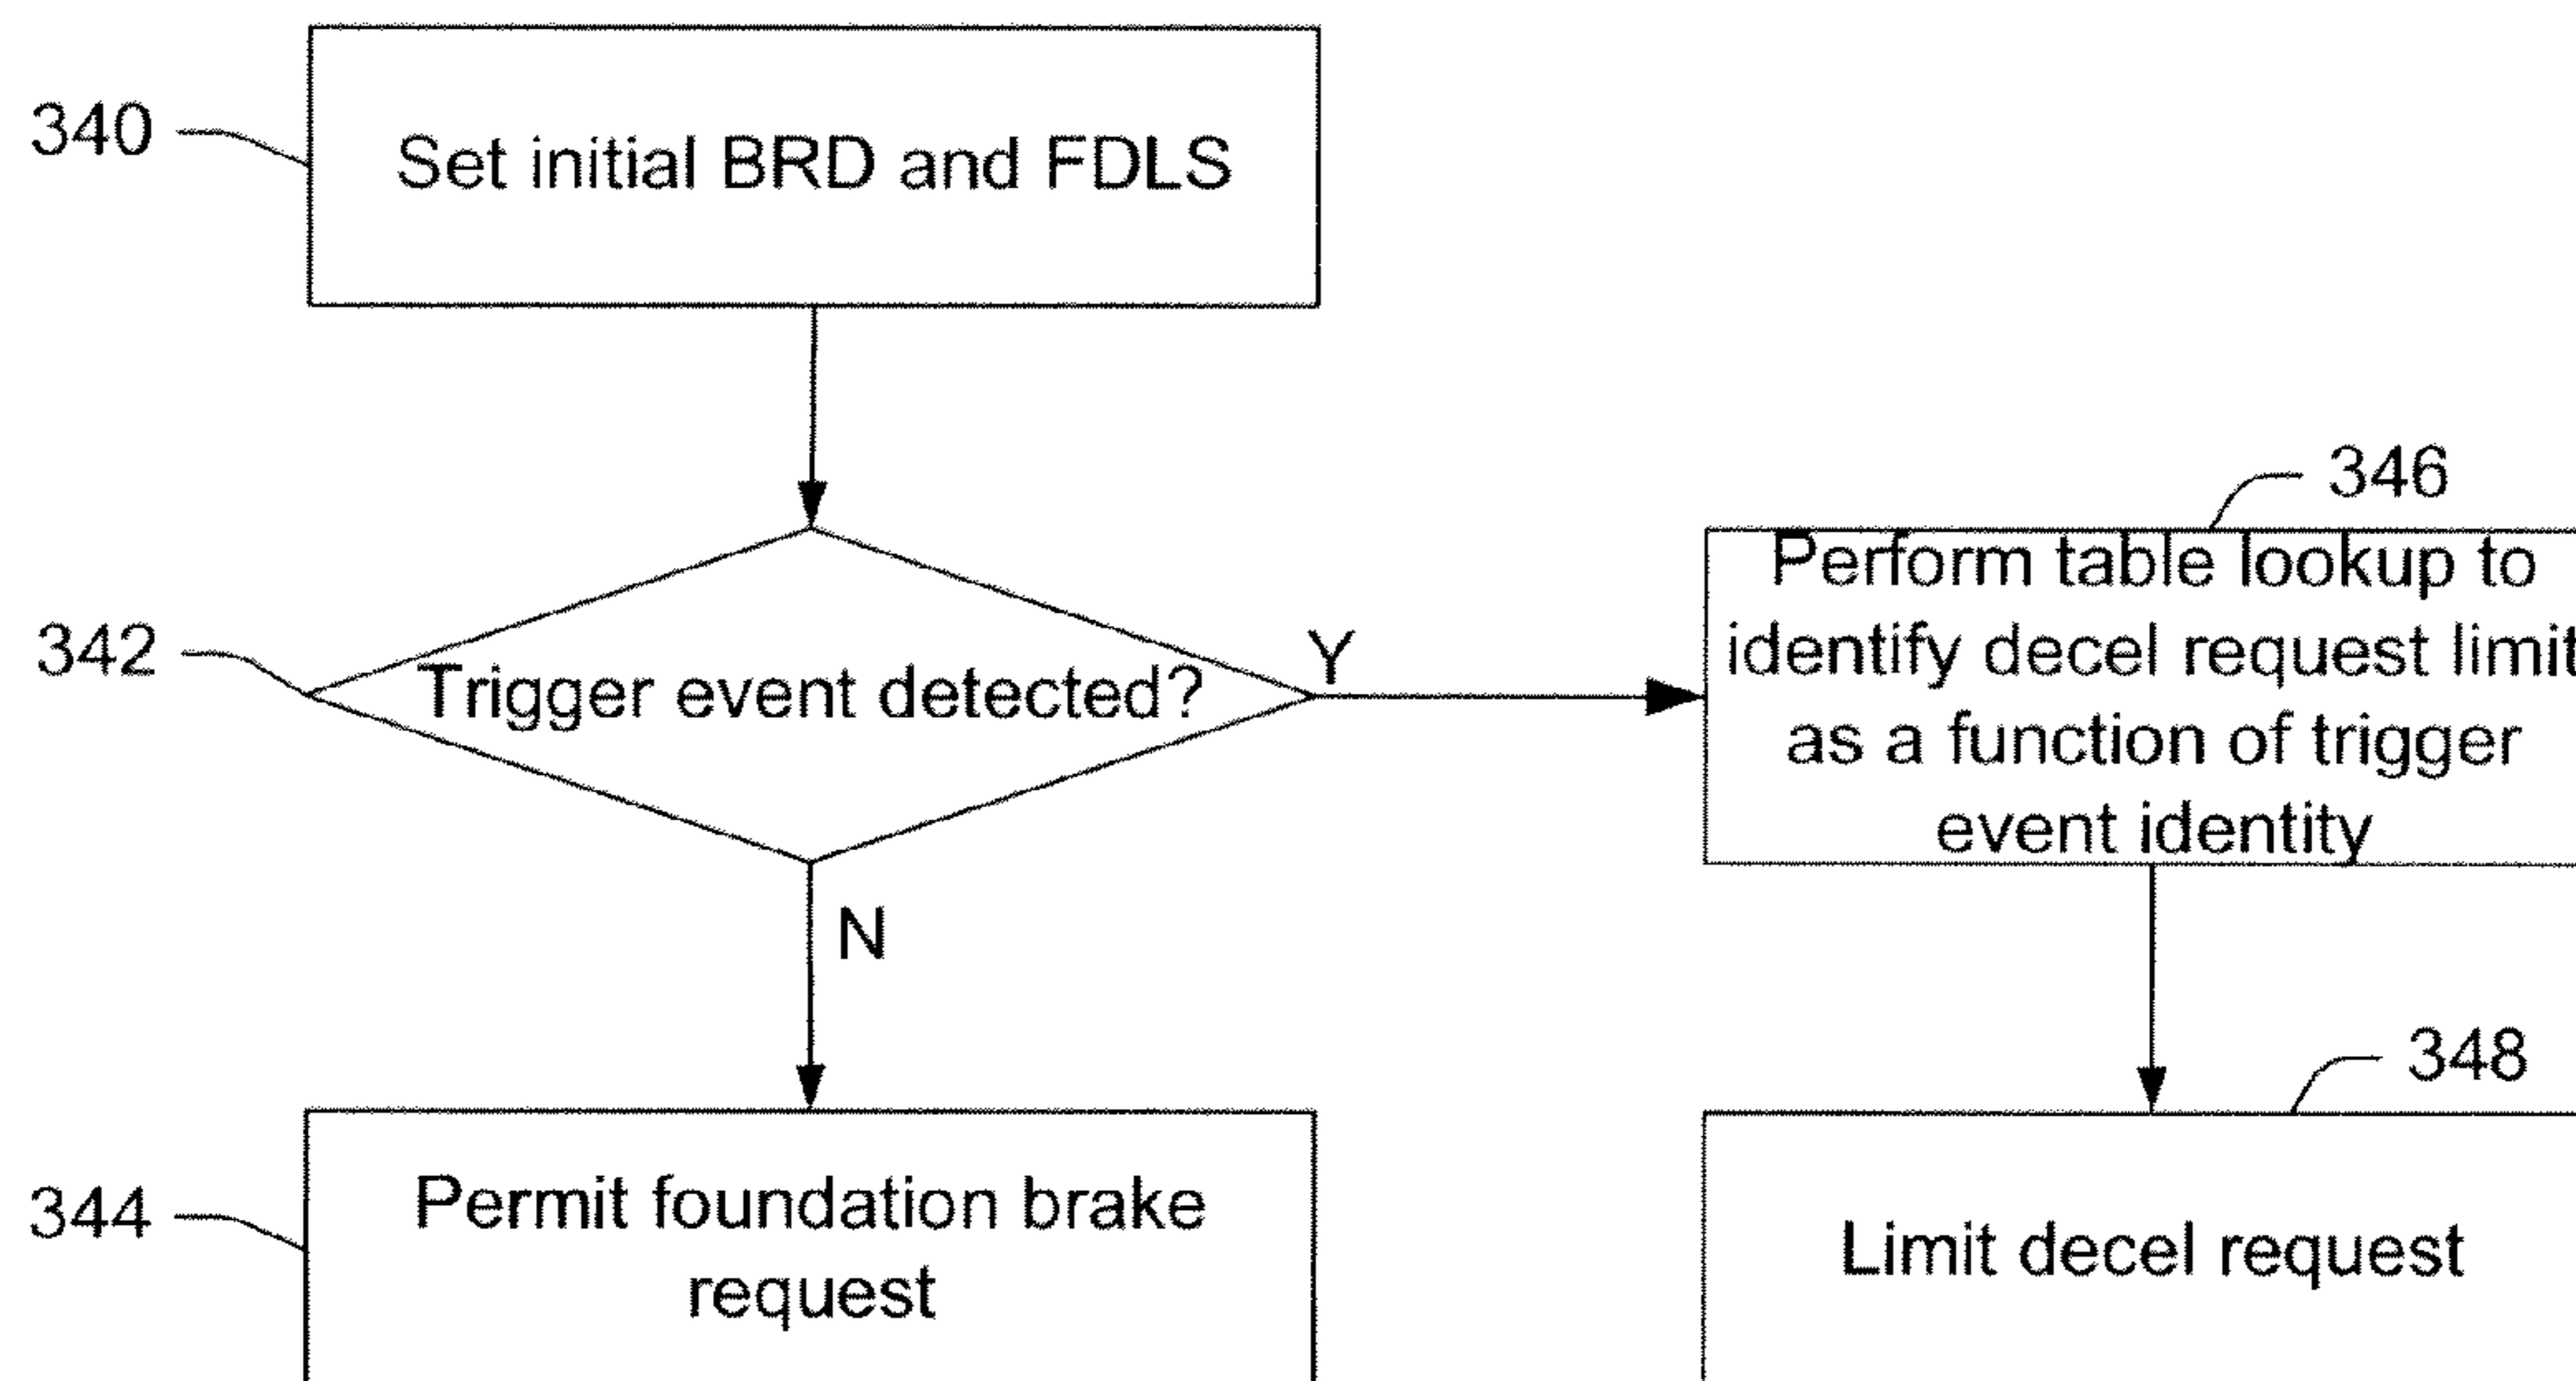 340
Set initial BRD and FDLS
346
342
Trigger event detected?
Y
Perform table lookup to
identify decel request limit
as a function of trigger
event identity
N
348
344
Permit foundation brake
request
Limit decel request